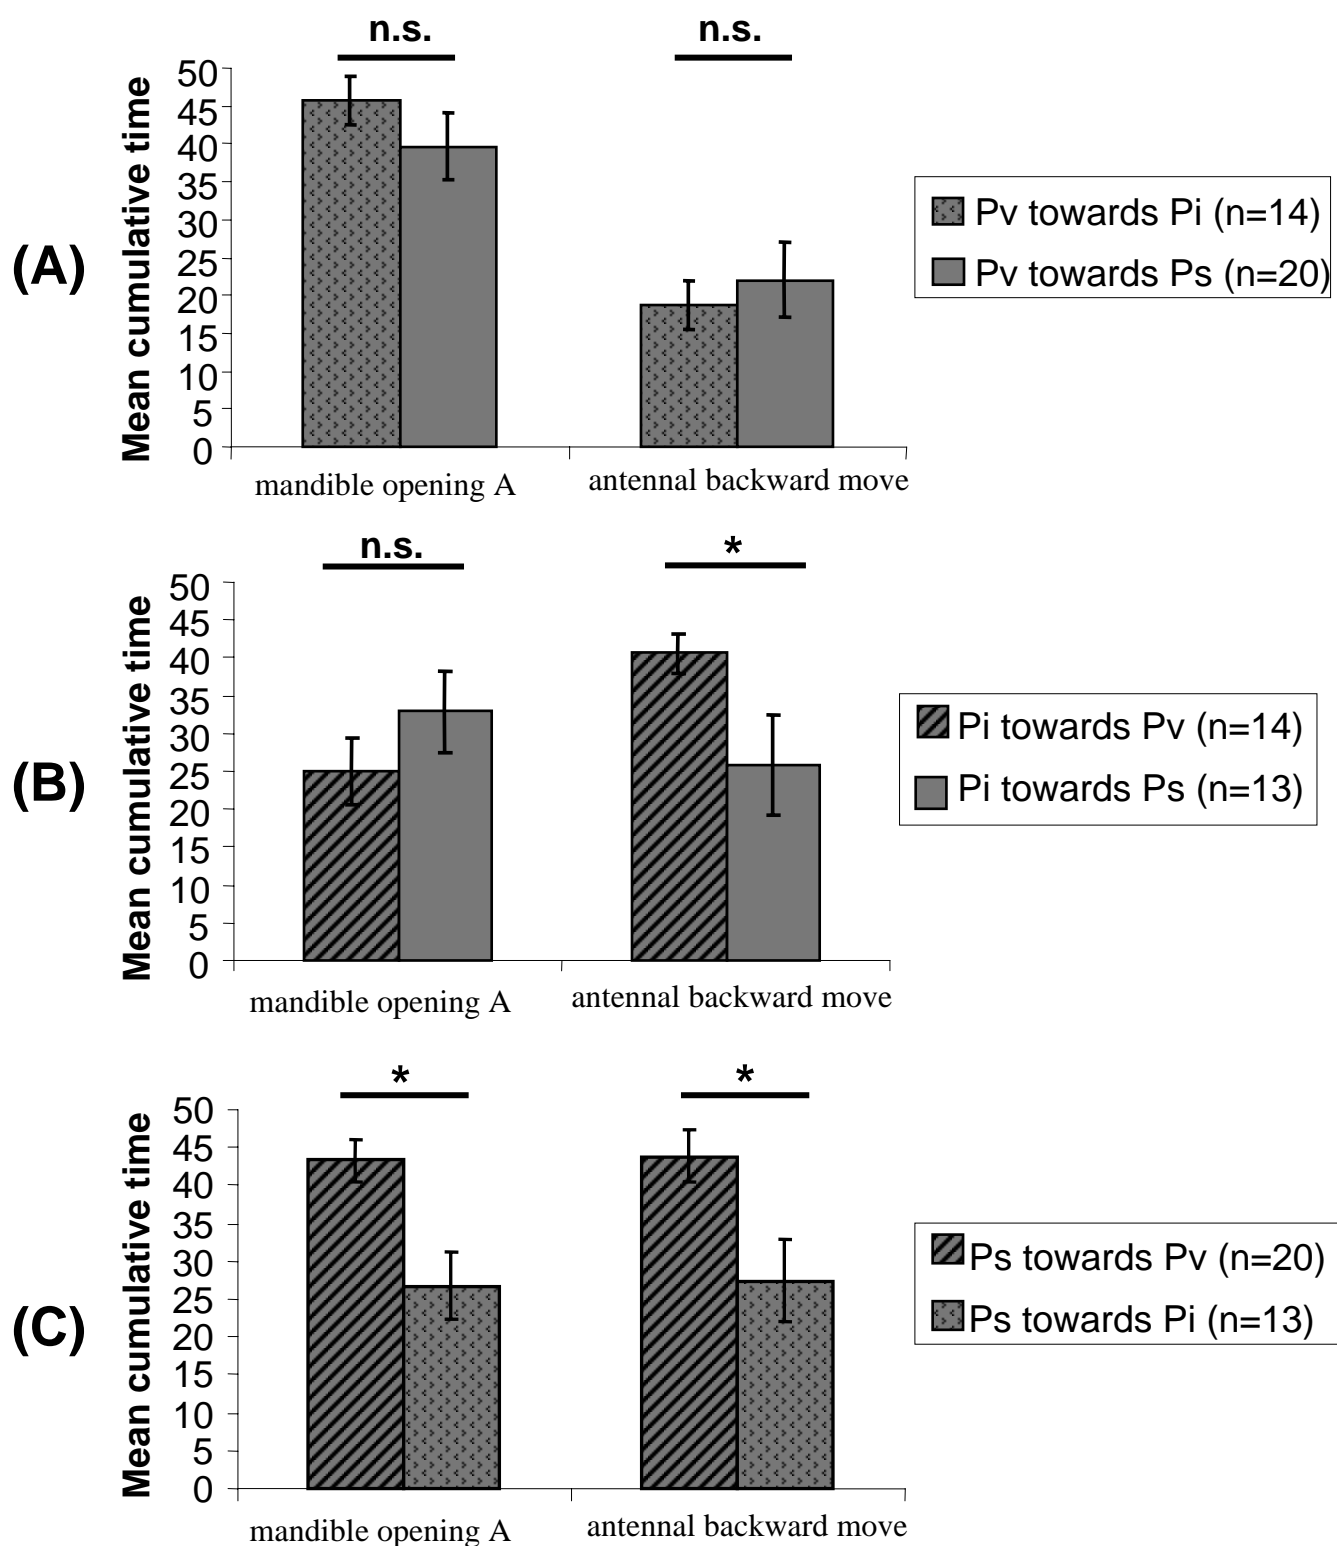 n.s. n.s.
(A)
Mean cumulative time
50
45
40
35
30
25
20
15
10
5
0
mandible opening A antennal backward move
Pv towards Pi (n=14)
Pv towards Ps (n=20)
n.s. *
(B)
Mean cumulative time
50
45
40
35
30
25
20
15
10
5
0
mandible opening A antennal backward move
Pi towards Pv (n=14)
Pi towards Ps (n=13)
* *
(C)
Mean cumulative time
50
45
40
35
30
25
20
15
10
5
0
mandible opening A antennal backward move
Ps towards Pv (n=20)
Ps towards Pi (n=13)